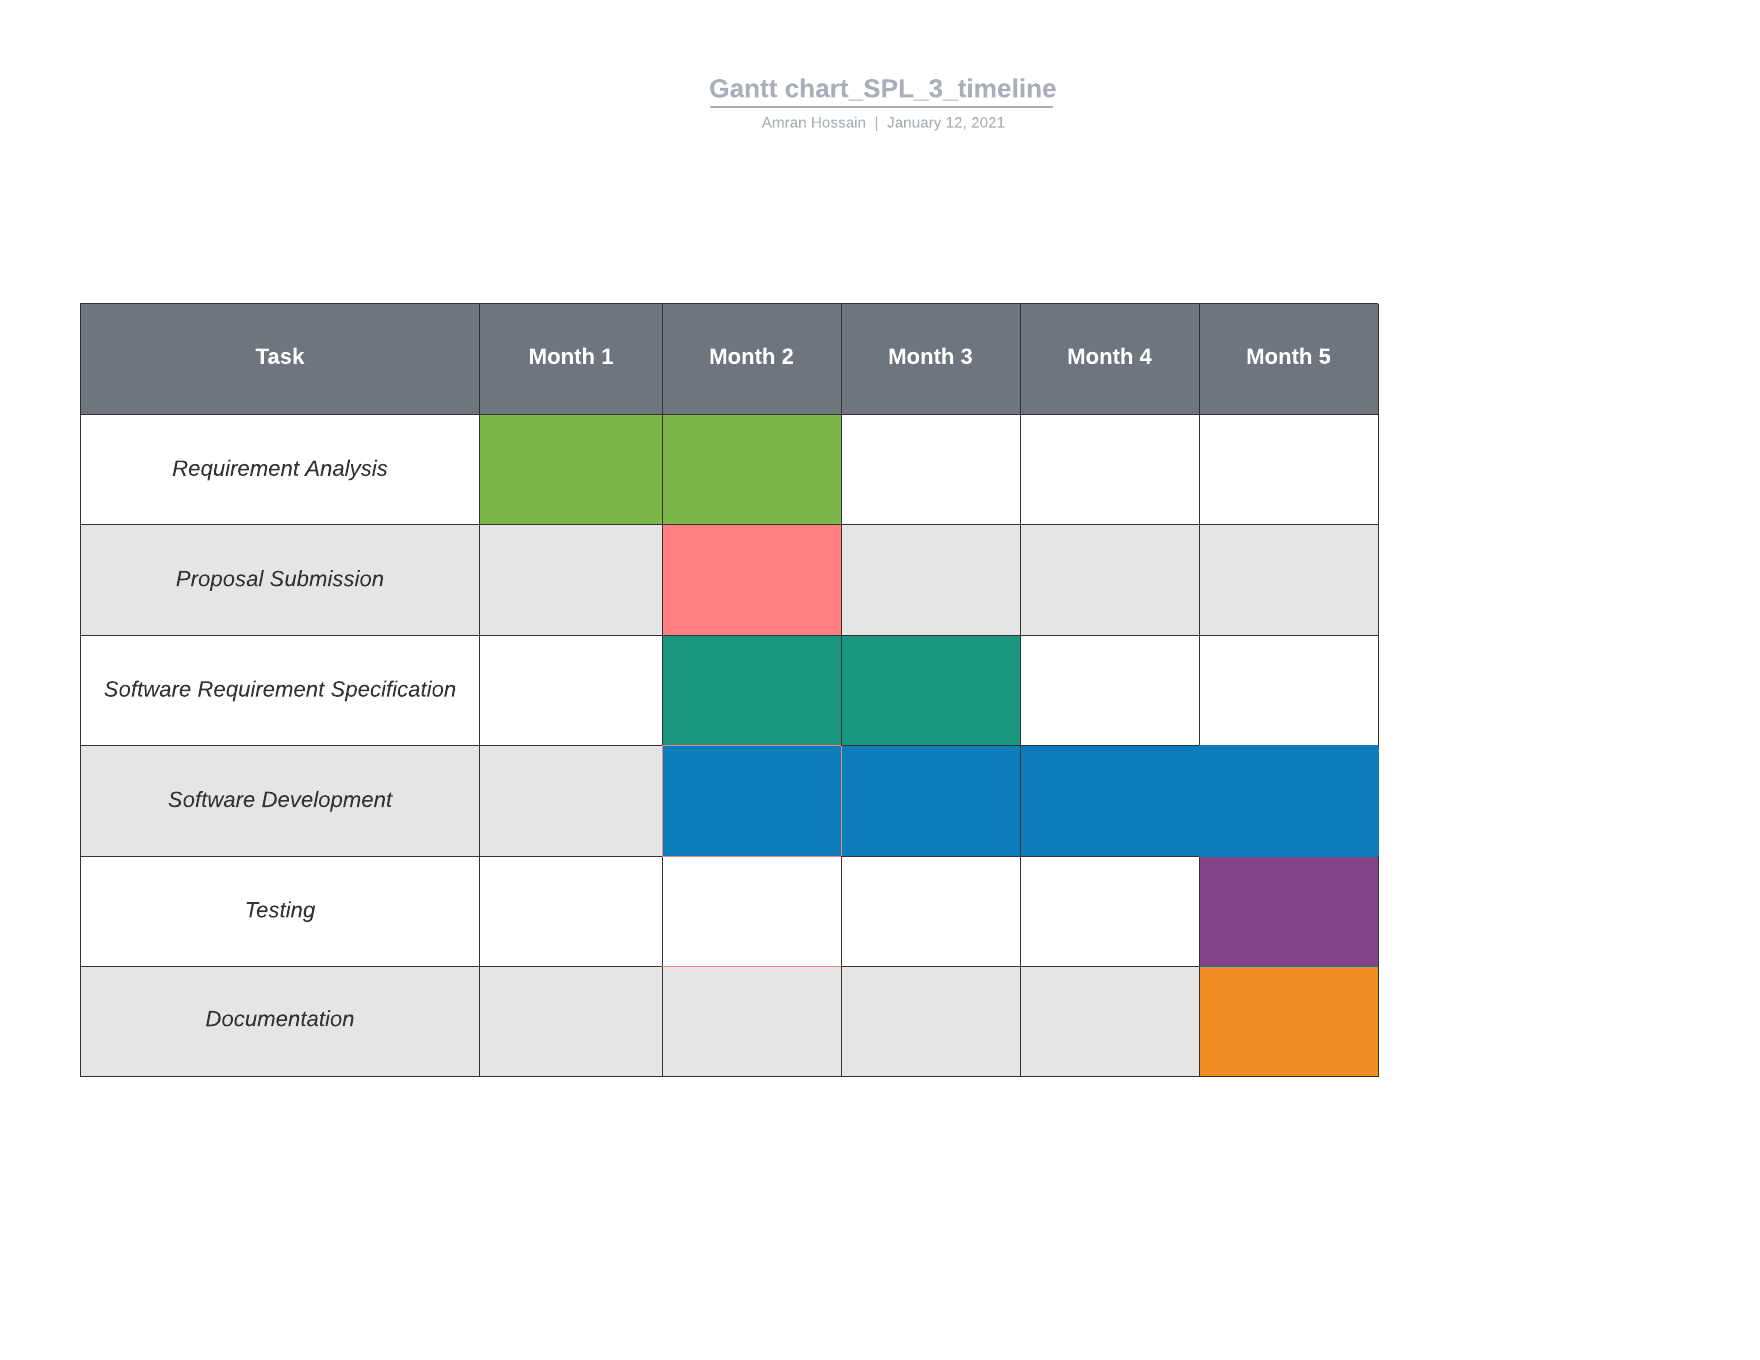 Gantt chart_SPL_3_timeline
Amran Hossain | January 12, 2021
Task Month 1 Month 2 Month 3 Month 4 Month 5
Requirement Analysis
Proposal Submission
Software Requirement Specification
Software Development
Testing
Documentation